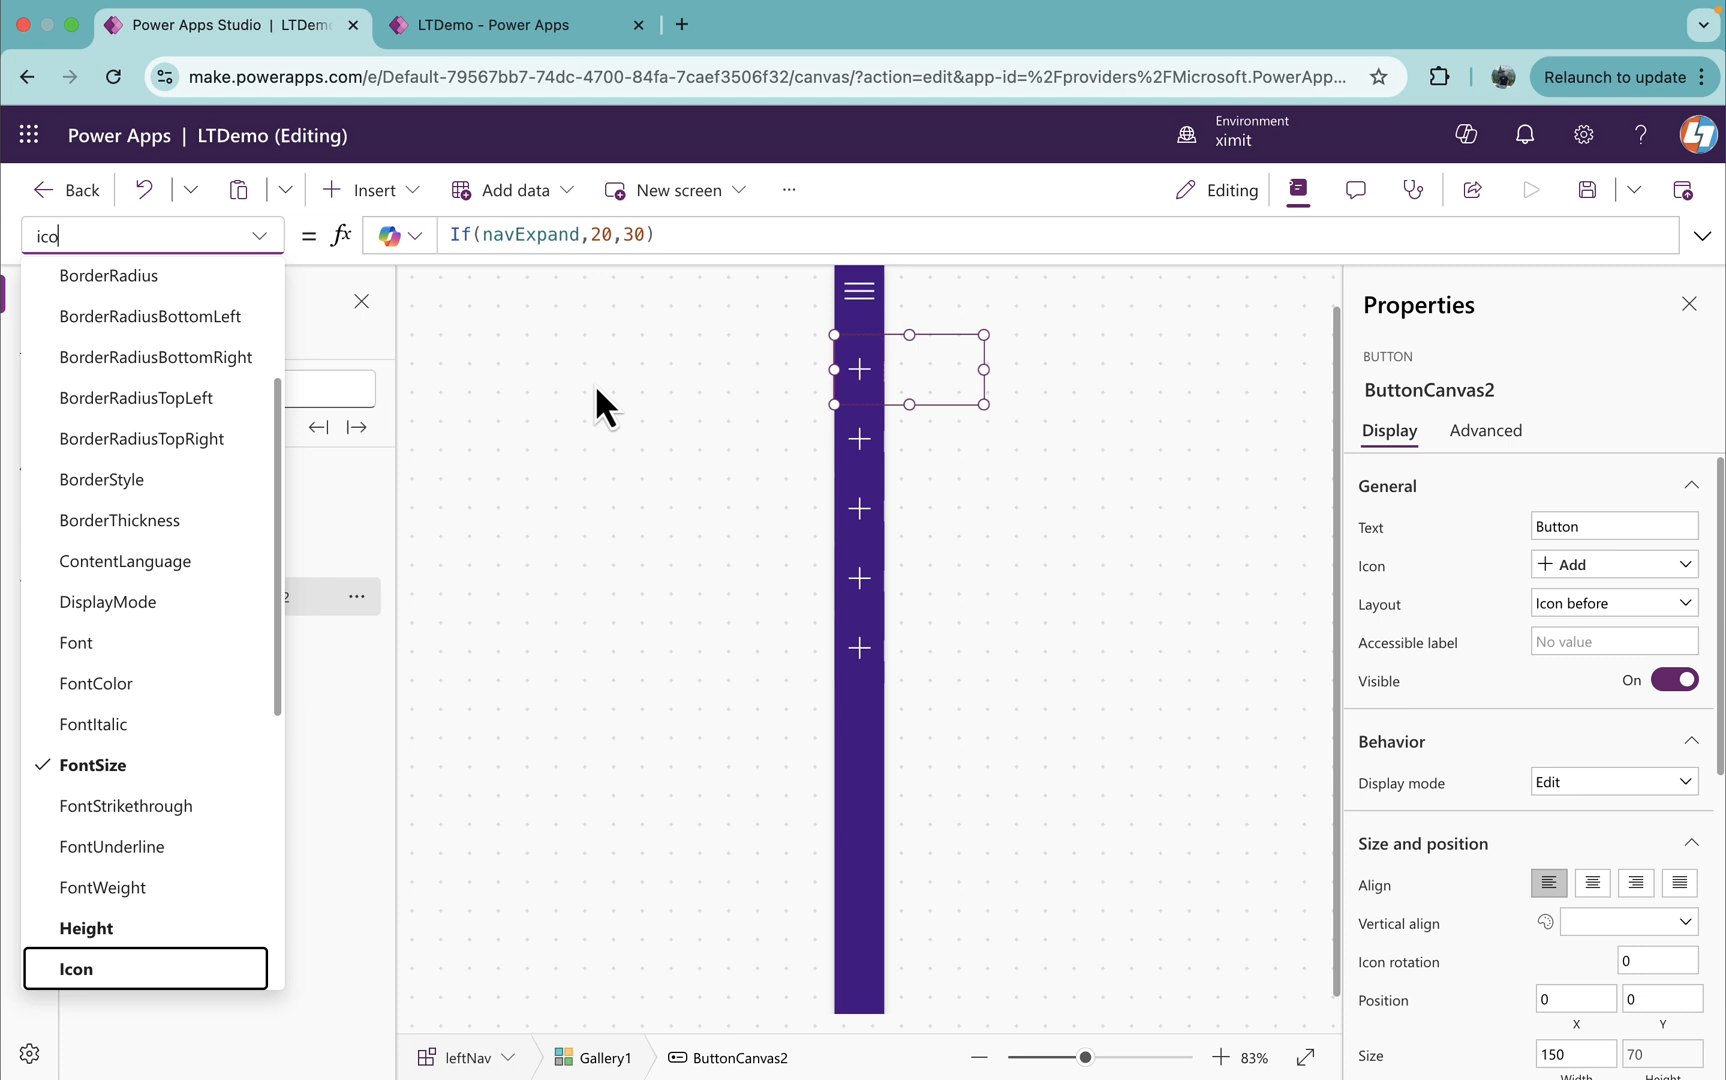 Power Apps Studio | LTDem
LTDemo - Power Apps
make.powerapps.com/e/Default-79567bb7-74dc-4700-84fa-7caef3506f32/canvas/?action=edit&app-id=%2Fproviders%2FMicrosoft.PowerApp...
Relaunch to update
Power Apps | LTDemo (Editing)
Environment
ximit
Back
Insert
Add data
New screen
...
Editing
ico
= fx
If(navExpand,20,30)
BorderRadius
BorderRadiusBottomLeft
BorderRadiusBottomRight
BorderRadiusTopLeft
BorderRadiusTopRight
BorderStyle
BorderThickness
ContentLanguage
DisplayMode
Font
FontColor
FontItalic
FontSize
FontStrikethrough
FontUnderline
FontWeight
Height
Icon
2
...
leftNav
Gallery1
ButtonCanvas2
83%
Properties
BUTTON
ButtonCanvas2
Display
Advanced
General
Text
Button
Icon
Add
Layout
Icon before
Accessible label
No value
Visible
On
Behavior
Display mode
Edit
Size and position
Align
Vertical align
Icon rotation
0
Position
0
0
X
Y
Size
150
70
Width
Height